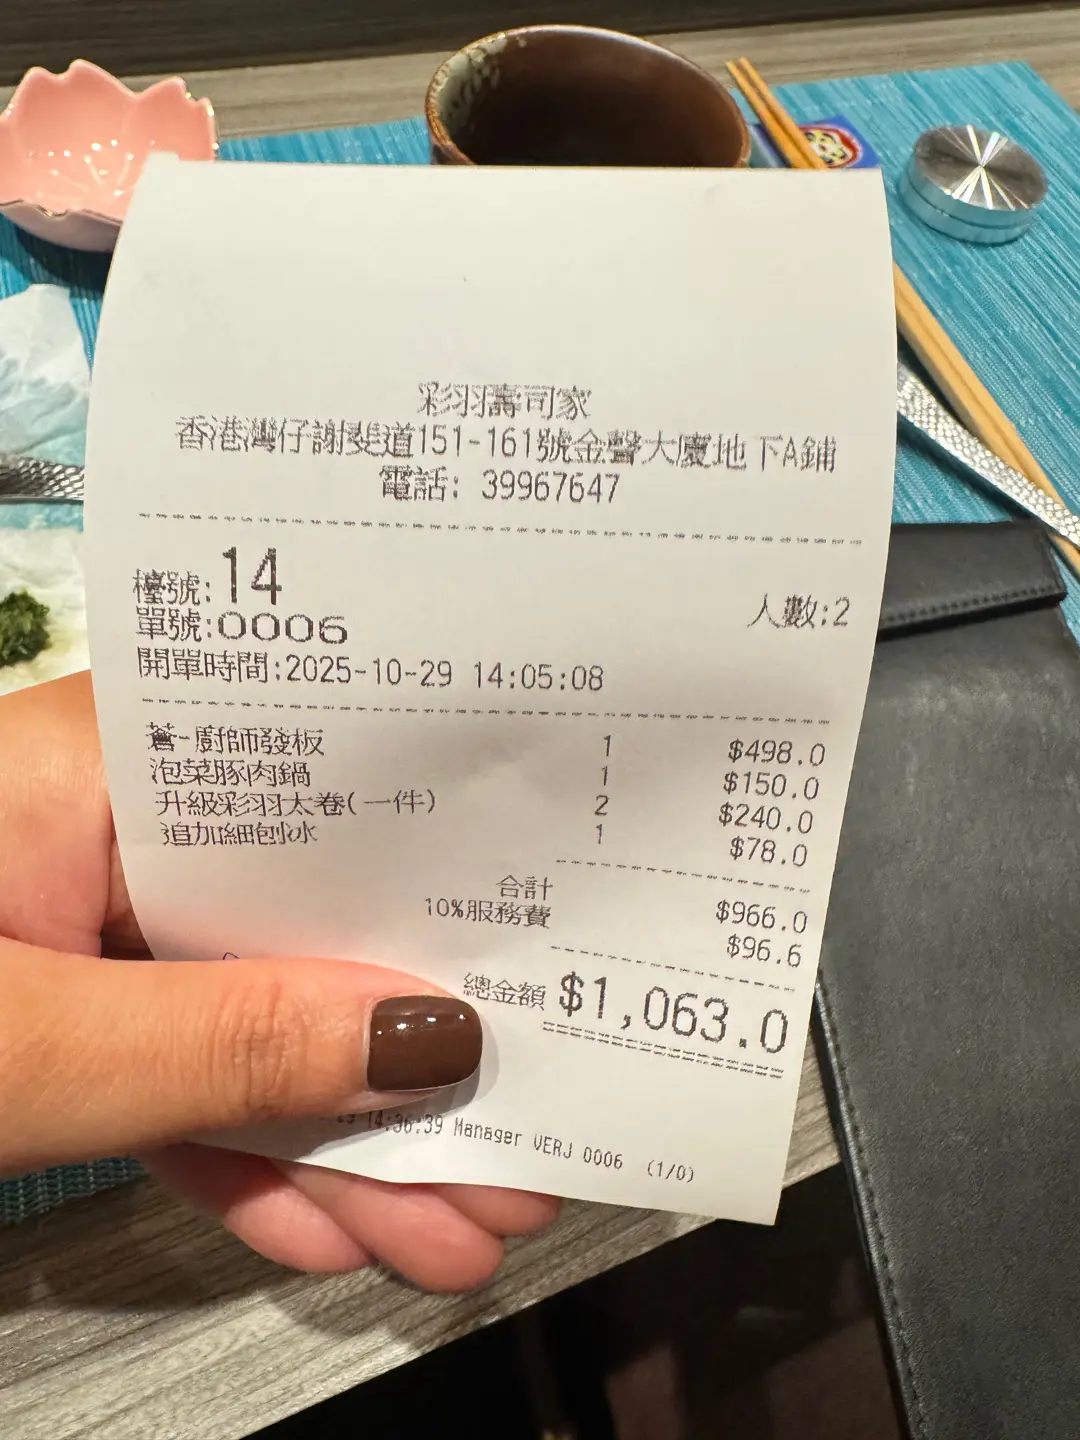 彩羽壽司家
香港灣仔謝斐道151-161號金聲大廈地下A鋪
電話: 39967647
檯號:14
單號:0006 人數:2
開單時間:2025-10-29 14:05:08
蒼-廚師發板 1 $498.0
泡菜豚肉鍋 1 $150.0
升級彩羽太卷(一件) 2 $240.0
追加細刨冰 1 $78.0
合計 $966.0
10%服務費 $96.6
總金額 $1,063.0
14:36:39 Manager VERJ 0006 (1/0)